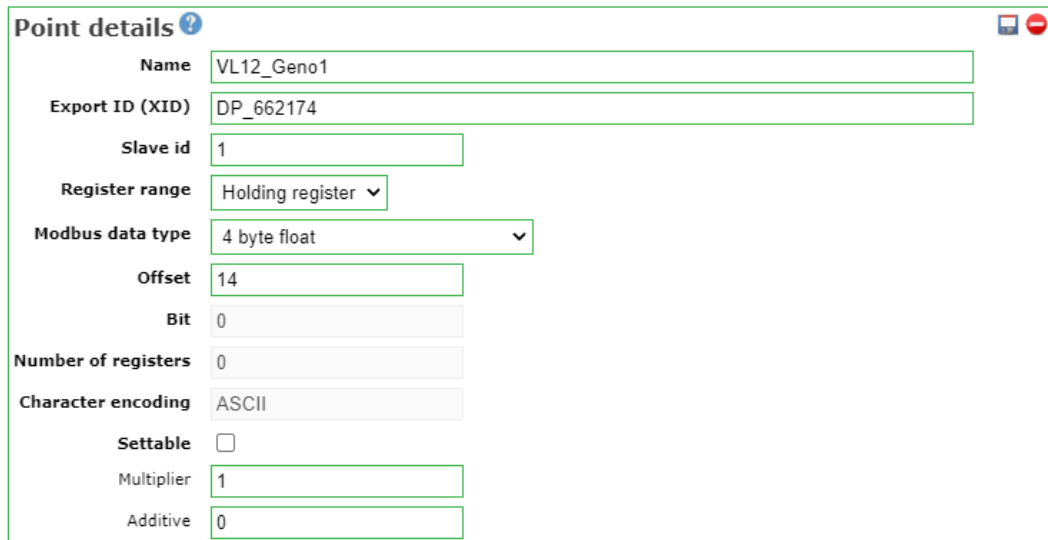 Point details
Name VL12_Geno1
Export ID (XID) DP_662174
Slave id 1
Register range Holding register
Modbus data type 4 byte float
Offset 14
Bit 0
Number of registers 0
Character encoding ASCII
Settable
Multiplier 1
Additive 0